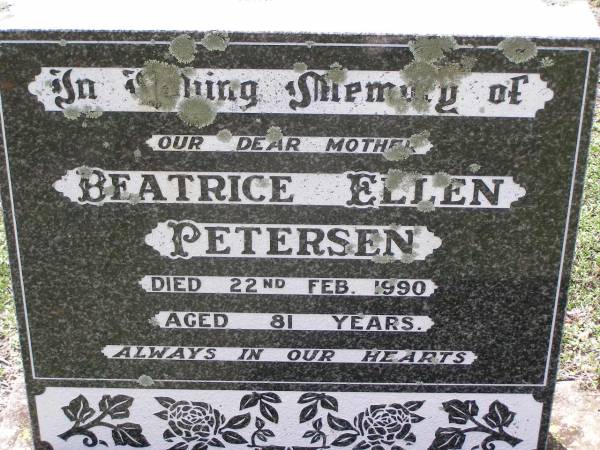 In Loving Memory of
OUR DEAR MOTHER
BEATRICE ELLEN
PETERSEN
DIED 22ND FEB. 1990
AGED 81 YEARS.
ALWAYS IN OUR HEARTS